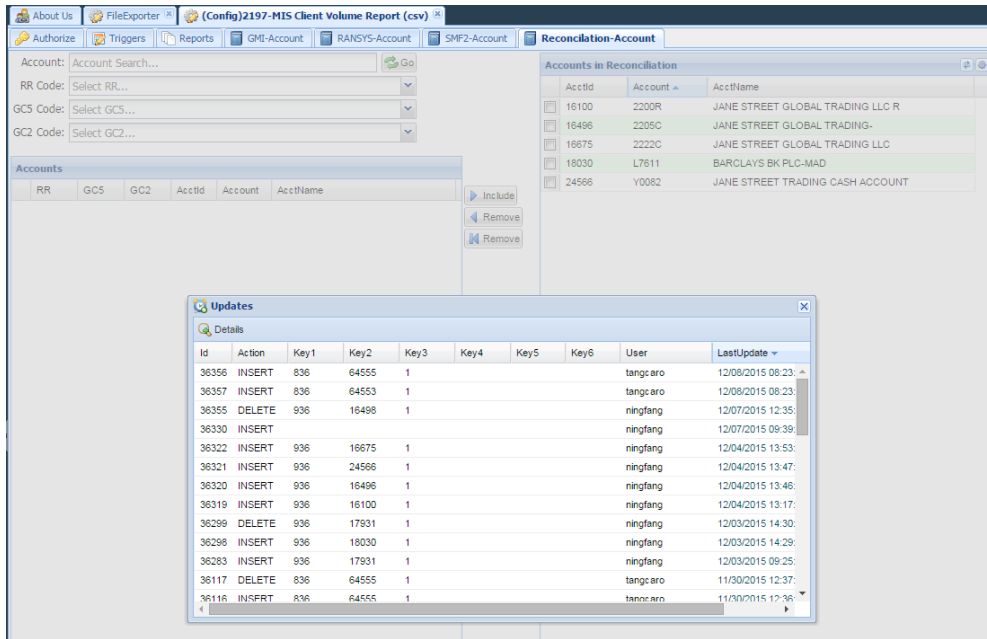 About Us FileExporter (Config)2197-MIS Client Volume Report (csv)
Authorize Triggers Reports GMI-Account RANSYS-Account SMF2-Account Reconciliation-Account
Account: Account Search... Go
RR Code: Select RR...
GC5 Code: Select GC5...
GC2 Code: Select GC2...
Accounts
RR GC5 GC2 AcctId Account AcctName
Include
Remove
Remove
Accounts in Reconciliation
AcctId Account AcctName
16100 2200R JANE STREET GLOBAL TRADING LLC R
16496 2205C JANE STREET GLOBAL TRADING-
16675 2222C JANE STREET GLOBAL TRADING LLC
18030 L7611 BARCLAYS BK PLC-MAD
24566 Y0082 JANE STREET TRADING CASH ACCOUNT
Updates
Details
Id Action Key1 Key2 Key3 Key4 Key5 Key6 User LastUpdate
36356 INSERT 836 64555 1 tangcaro 12/08/2015 08:23:
36357 INSERT 836 64553 1 tangcaro 12/08/2015 08:23:
36355 DELETE 936 16498 1 ningfang 12/07/2015 12:35:
36330 INSERT ningfang 12/07/2015 09:39:
36322 INSERT 936 16675 1 ningfang 12/04/2015 13:53:
36321 INSERT 936 24566 1 ningfang 12/04/2015 13:47:
36320 INSERT 936 16496 1 ningfang 12/04/2015 13:46:
36319 INSERT 936 16100 1 ningfang 12/04/2015 13:17:
36299 DELETE 936 17931 1 ningfang 12/03/2015 14:30:
36298 INSERT 936 18030 1 ningfang 12/03/2015 14:29:
36283 INSERT 936 17931 1 ningfang 12/03/2015 09:25:
36117 DELETE 836 64555 1 tangcaro 11/30/2015 12:37:
36116 INSERT 836 64555 1 tangcaro 11/30/2015 12:36: